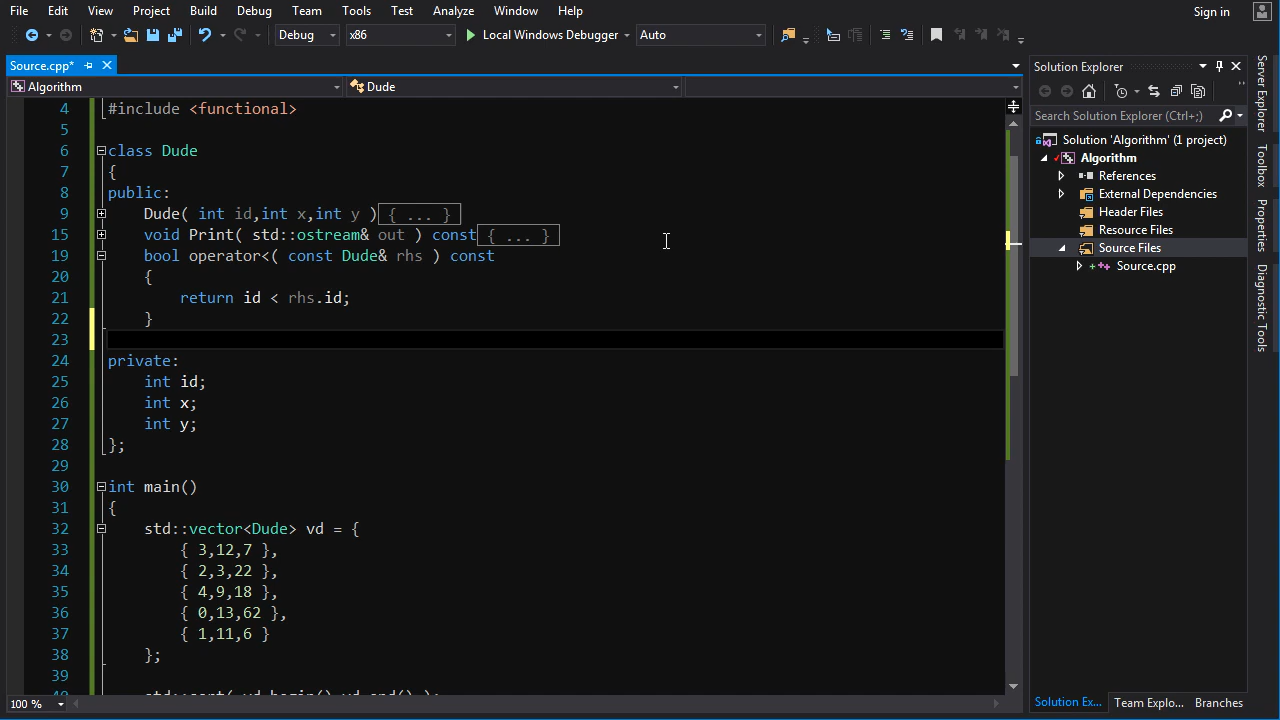 File Edit View Project Build Debug Team Tools Test Analyze Window Help Sign in
Debug x86 Local Windows Debugger Auto
Source.cpp*
Algorithm Dude
4 #include <functional>
5
6 class Dude
7 {
8 public:
9 Dude( int id,int x,int y ){ ... }
15 void Print( std::ostream& out ) const{ ... }
19 bool operator<( const Dude& rhs ) const
20 {
21 return id < rhs.id;
22 }
23
24 private:
25 int id;
26 int x;
27 int y;
28 };
29
30 int main()
31 {
32 std::vector<Dude> vd = {
33 { 3,12,7 },
34 { 2,3,22 },
35 { 4,9,18 },
36 { 0,13,62 },
37 { 1,11,6 }
38 };
39
40 std::sort( vd.begin(),vd.end() );
100 %
Solution Explorer
Search Solution Explorer (Ctrl+;)
Solution 'Algorithm' (1 project)
Algorithm
References
External Dependencies
Header Files
Resource Files
Source Files
Source.cpp
Solution Ex... Team Explo... Branches
Server Explorer
Toolbox
Properties
Diagnostic Tools